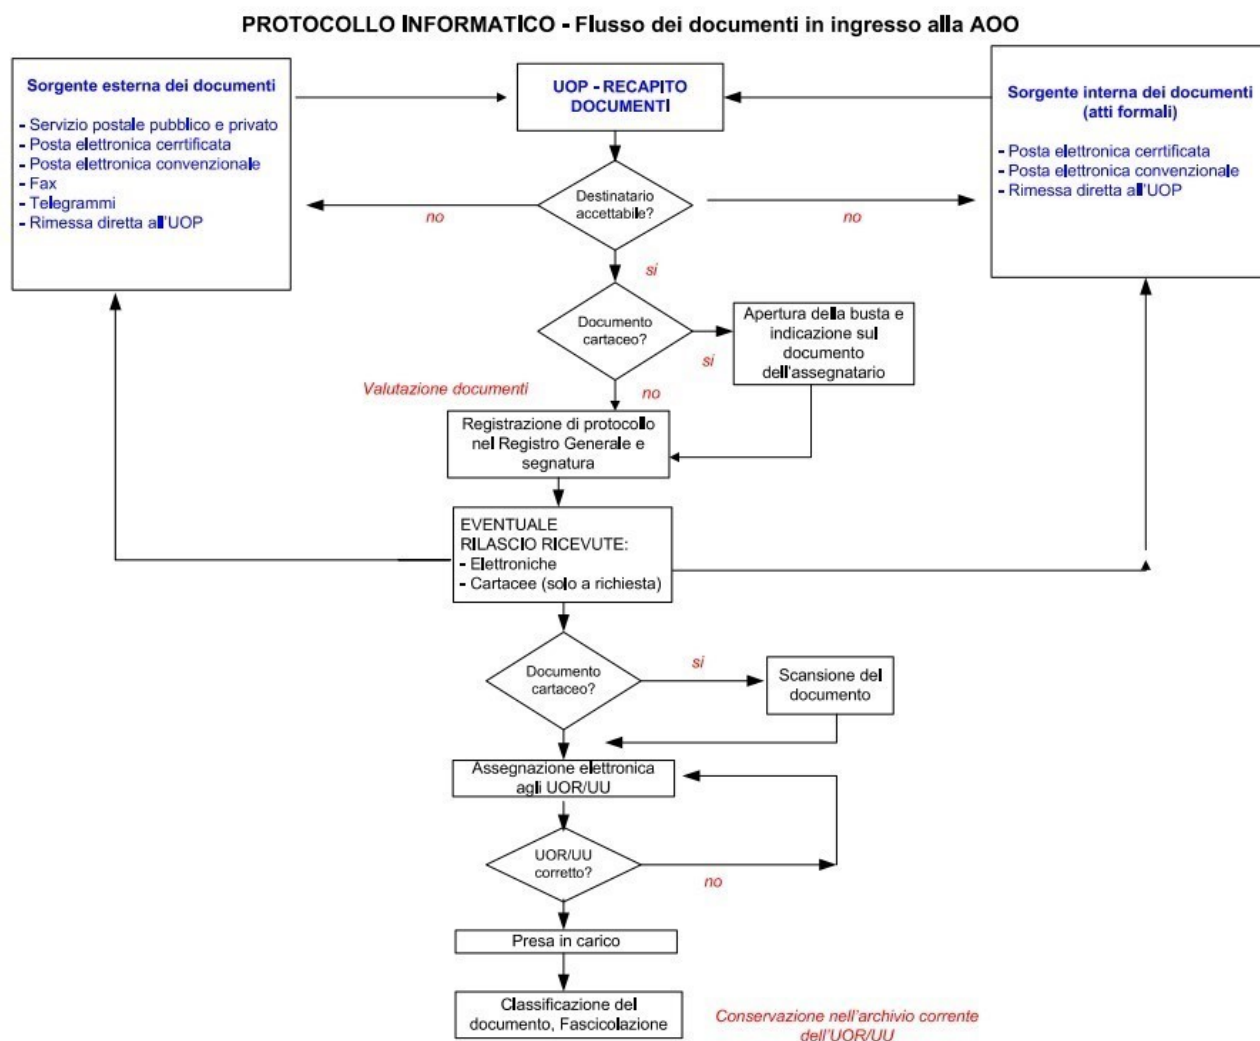 PROTOCOLLO INFORMATICO - Flusso dei documenti in ingresso alla AOO
Sorgente esterna dei documenti
- Servizio postale pubblico e privato
- Posta elettronica cerrtificata
- Posta elettronica convenzionale
- Fax
- Telegrammi
- Rimessa diretta all'UOP
UOP - RECAPITO
DOCUMENTI
Sorgente interna dei documenti
(atti formali)
- Posta elettronica cerrtificata
- Posta elettronica convenzionale
- Rimessa diretta all'UOP
Destinatario
accettabile?
no
no
si
Documento
cartaceo?
si
Apertura della busta e
indicazione sul
documento
dell'assegnatario
Valutazione documenti
no
Registrazione di protocollo
nel Registro Generale e
segnatura
EVENTUALE
RILASCIO RICEVUTE:
- Elettroniche
- Cartacee (solo a richiesta)
Documento
cartaceo?
si
Scansione del
documento
Assegnazione elettronica
agli UOR/UU
UOR/UU
corretto?
no
Presa in carico
Classificazione del
documento, Fascicolazione
Conservazione nell'archivio corrente
dell'UOR/UU